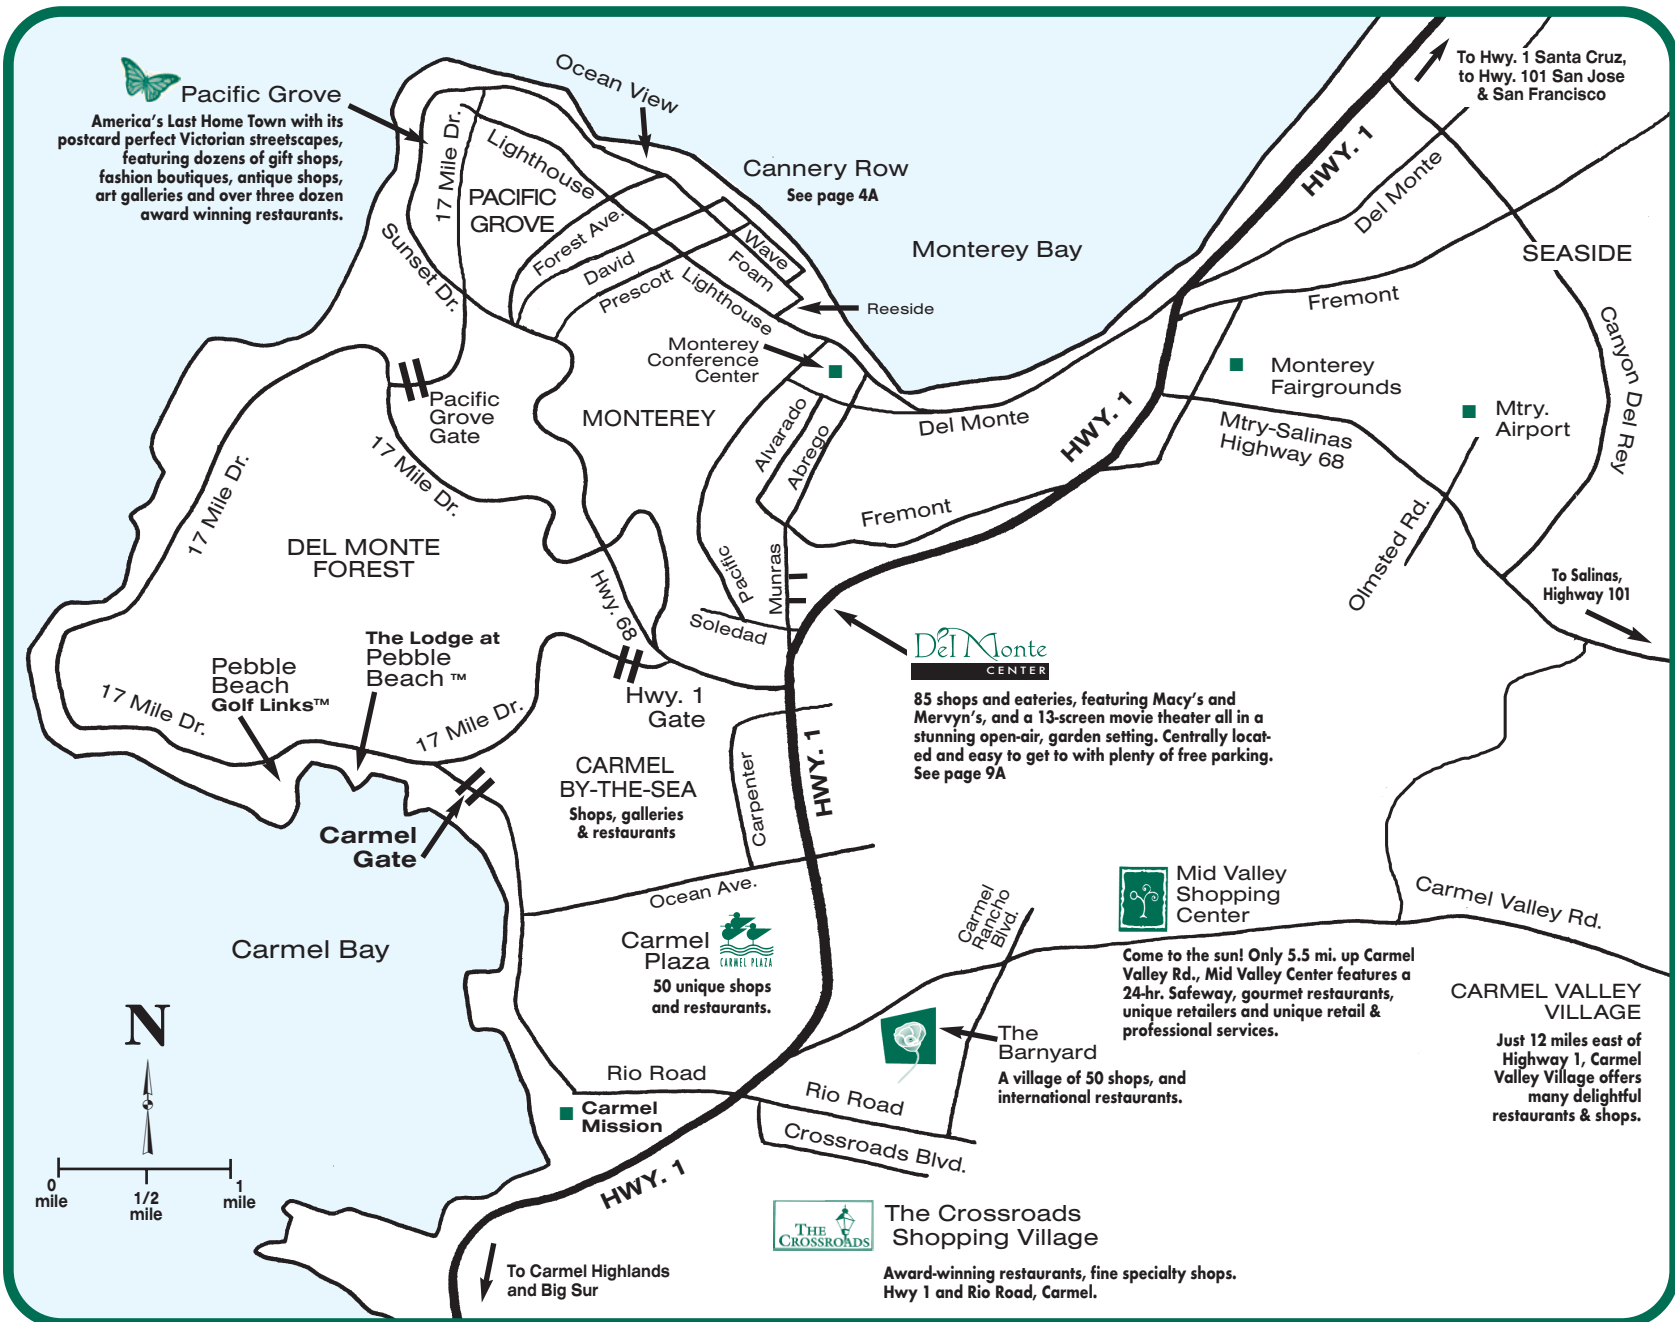 Pacific Grove
America's Last Home Town with its
postcard perfect Victorian streetscapes,
featuring dozens of gift shops,
fashion boutiques, antique shops,
art galleries and over three dozen
award winning restaurants.
Ocean View
Cannery Row
See page 4A
Monterey Bay
To Hwy. 1 Santa Cruz,
to Hwy. 101 San Jose
& San Francisco
HWY. 1
Del Monte
SEASIDE
Fremont
Canyon Del Rey
17 Mile Dr.
Lighthouse
PACIFIC
GROVE
Sunset Dr.
Forest Ave.
David
Prescott
Lighthouse
Wave
Foam
Reeside
Monterey
Conference
Center
Monterey
Fairgrounds
Mtry.
Airport
Mtry-Salinas
Highway 68
Olmsted Rd.
To Salinas,
Highway 101
Pacific
Grove
Gate
MONTEREY
Alvarado
Abrego
Del Monte
HWY. 1
Fremont
17 Mile Dr.
17 Mile Dr.
DEL MONTE
FOREST
Hwy. 68
Pacific
Munras
Soledad
Del Monte
CENTER
85 shops and eateries, featuring Macy's and
Mervyn's, and a 13-screen movie theater all in a
stunning open-air, garden setting. Centrally locat-
ed and easy to get to with plenty of free parking.
See page 9A
The Lodge at
Pebble
Beach ™
Pebble
Beach
Golf Links™
17 Mile Dr.
17 Mile Dr.
Hwy. 1
Gate
CARMEL
BY-THE-SEA
Shops, galleries
& restaurants
Carpenter
HWY. 1
Carmel
Gate
Ocean Ave.
Carmel
Plaza
CARMEL PLAZA
50 unique shops
and restaurants.
Carmel Bay
Carmel
Rancho
Blvd.
Mid Valley
Shopping
Center
Come to the sun! Only 5.5 mi. up Carmel
Valley Rd., Mid Valley Center features a
24-hr. Safeway, gourmet restaurants,
unique retailers and unique retail &
professional services.
Carmel Valley Rd.
CARMEL VALLEY
VILLAGE
Just 12 miles east of
Highway 1, Carmel
Valley Village offers
many delightful
restaurants & shops.
The
Barnyard
A village of 50 shops, and
international restaurants.
Rio Road
Rio Road
Carmel
Mission
Crossroads Blvd.
HWY. 1
N
0
mile
1/2
mile
1
mile
THE
CROSSROADS
The Crossroads
Shopping Village
Award-winning restaurants, fine specialty shops.
Hwy 1 and Rio Road, Carmel.
To Carmel Highlands
and Big Sur